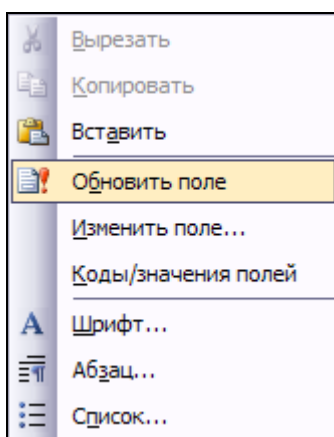 Вырезать
Копировать
Вставить
Обновить поле
Изменить поле...
Коды/значения полей
Шрифт...
Абзац...
Список...